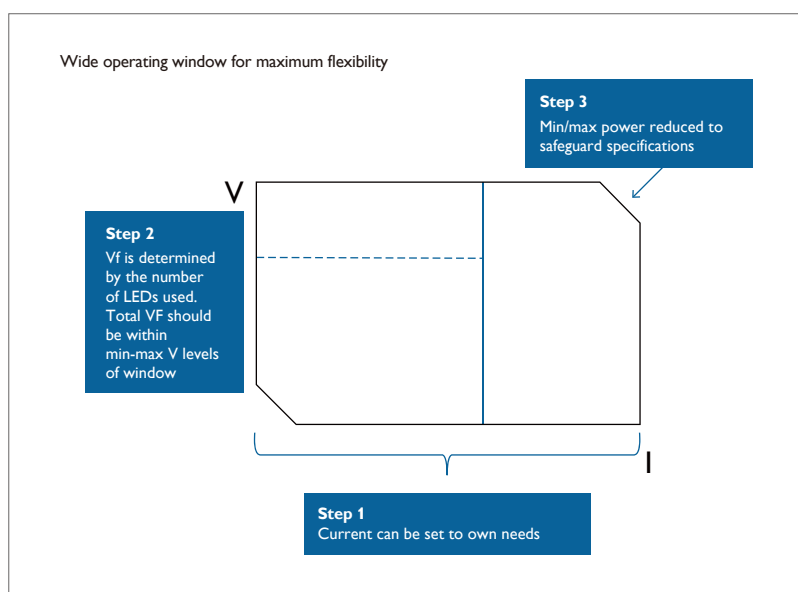 Wide operating window for maximum flexibility
Step 3
Min/max power reduced to
safeguard specifications
V
Step 2
Vf is determined
by the number
of LEDs used.
Total VF should
be within
min-max V levels
of window
I
Step 1
Current can be set to own needs